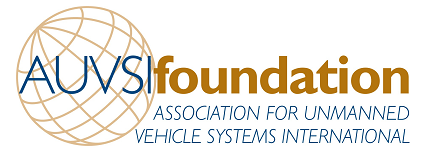 AUVSIfoundation
ASSOCIATION FOR UNMANNED
VEHICLE SYSTEMS INTERNATIONAL